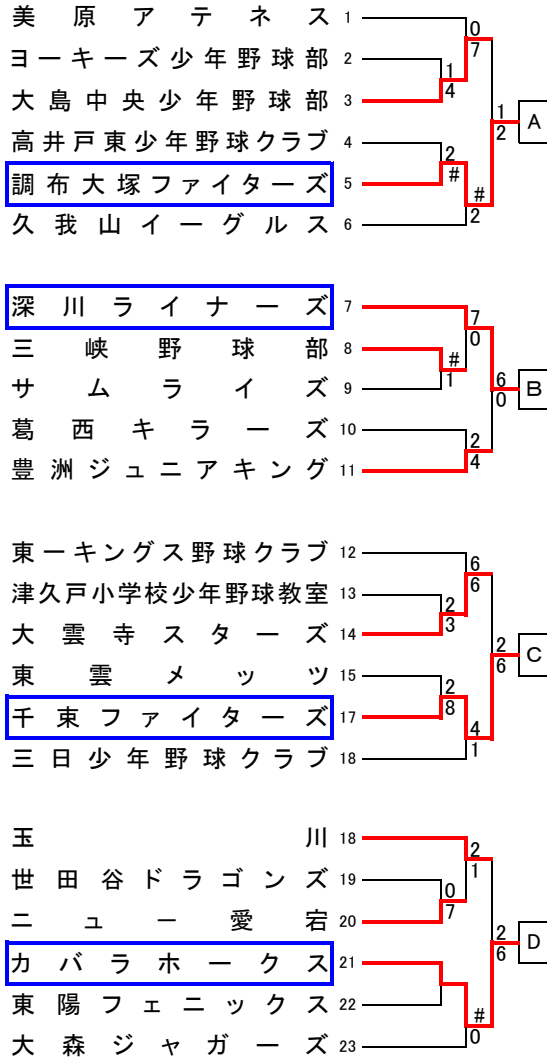 美原アテネス 1
0
7
ヨーキーズ少年野球部 2
1
4
大島中央少年野球部 3
1
2
A
高井戸東少年野球クラブ 4
2
#
調布大塚ファイターズ 5
#
2
久我山イーグルス 6
深川ライナーズ 7
7
0
三峡野球部 8
#
1
サムライズ 9
6
0
B
葛西キラーズ 10
2
4
豊洲ジュニアキング 11
東一キングス野球クラブ 12
6
6
津久戸小学校少年野球教室 13
2
3
大雲寺スターズ 14
2
6
C
東雲メッツ 15
2
8
千束ファイターズ 17
4
1
三日少年野球クラブ 18
玉川 18
2
1
世田谷ドラゴンズ 19
0
7
ニュー愛宕 20
2
6
D
カバラホークス 21
東陽フェニックス 22
#
0
大森ジャガーズ 23